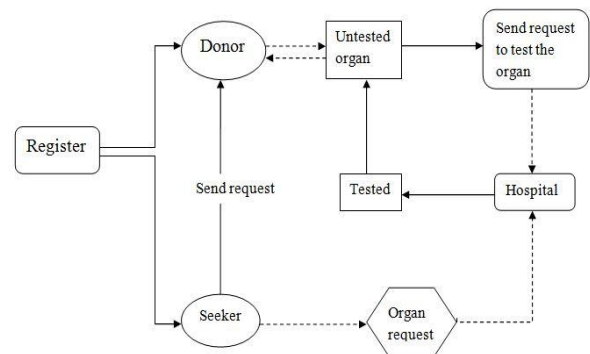 Donor
Untested
organ
Send request
to test the
organ
Register
Send request
Tested
Hospital
Seeker
Organ
request